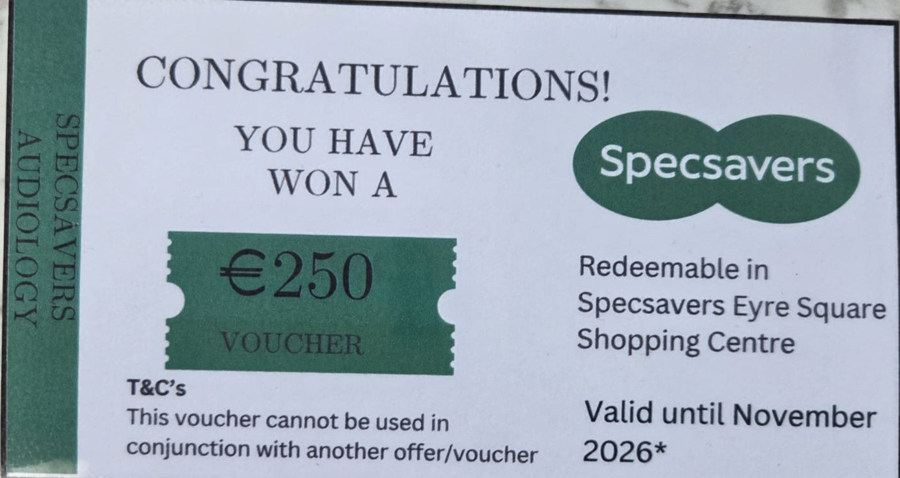 SPECSAVERS
AUDIOLOGY
CONGRATULATIONS!
YOU HAVE
WON A
€250
VOUCHER
T&C's
This voucher cannot be used in
conjunction with another offer/voucher
Specsavers
Redeemable in
Specsavers Eyre Square
Shopping Centre
Valid until November
2026*